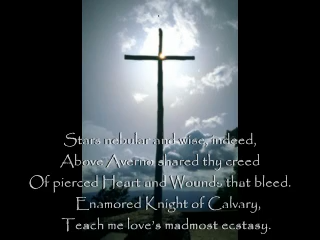 Stars nebular and wise, indeed,
Above Averno, shared thy creed
Of pierced Heart and Wounds that bleed.
Enamored Knight of Calvary,
Teach me love's madmost ecstasy.